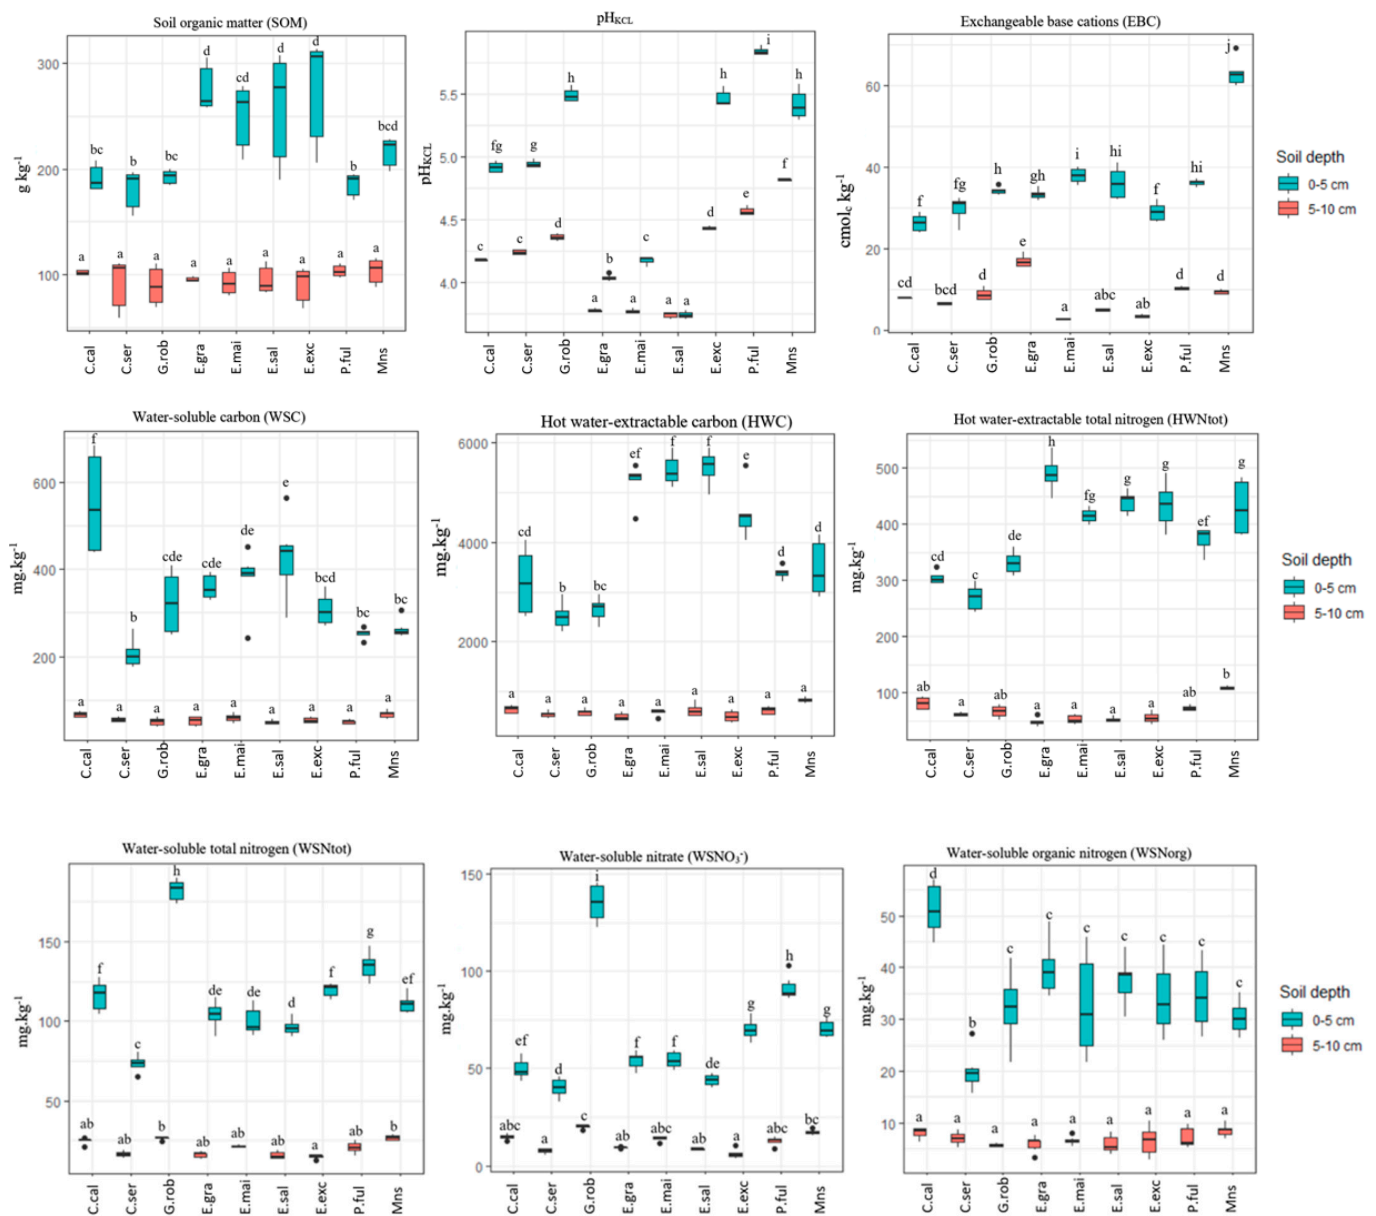 Soil organic matter (SOM)
g kg-1
300
200
100
bc
b
bc
d
cd
d
d
b
bcd
a
a
a
a
a
a
a
a
a
C.cal
C.ser
G.rob
E.gra
E.mai
E.sal
E.exc
P.ful
Mns
pHKCL
pHKCL
5.5
5.0
4.5
4.0
fg
g
h
b
c
a
h
i
h
c
c
d
a
a
a
d
e
f
C.cal
C.ser
G.rob
E.gra
E.mai
E.sal
E.exc
P.ful
Mns
Exchangeable base cations (EBC)
cmolc kg-1
60
40
20
0
f
fg
h
gh
i
hi
f
hi
j
cd
bcd
d
e
a
abc
ab
d
d
C.cal
C.ser
G.rob
E.gra
E.mai
E.sal
E.exc
P.ful
Mns
Soil depth
0-5 cm
5-10 cm
Water-soluble carbon (WSC)
mg.kg-1
600
400
200
f
b
cde
cde
de
e
bcd
bc
bc
a
a
a
a
a
a
a
a
a
C.cal
C.ser
G.rob
E.gra
E.mai
E.sal
E.exc
P.ful
Mns
Hot water-extractable carbon (HWC)
mg.kg-1
6000
4000
2000
cd
b
bc
ef
f
f
e
d
d
a
a
a
a
a
a
a
a
a
C.cal
C.ser
G.rob
E.gra
E.mai
E.sal
E.exc
P.ful
Mns
Hot water-extractable total nitrogen (HWNtot)
mg.kg-1
500
400
300
200
100
cd
c
de
h
fg
g
g
ef
g
ab
a
ab
a
a
a
a
ab
b
C.cal
C.ser
G.rob
E.gra
E.mai
E.sal
E.exc
P.ful
Mns
Soil depth
0-5 cm
5-10 cm
Water-soluble total nitrogen (WSNtot)
mg.kg-1
150
100
50
f
c
h
de
de
d
f
g
ef
ab
ab
b
ab
ab
ab
a
ab
b
C.cal
C.ser
G.rob
E.gra
E.mai
E.sal
E.exc
P.ful
Mns
Water-soluble nitrate (WSNO3-)
mg.kg-1
150
100
50
0
ef
d
i
f
f
de
g
h
g
abc
a
c
ab
abc
ab
a
abc
bc
C.cal
C.ser
G.rob
E.gra
E.mai
E.sal
E.exc
P.ful
Mns
Water-soluble organic nitrogen (WSNorg)
mg.kg-1
50
40
30
20
10
d
b
c
c
c
c
c
c
c
a
a
a
a
a
a
a
a
a
C.cal
C.ser
G.rob
E.gra
E.mai
E.sal
E.exc
P.ful
Mns
Soil depth
0-5 cm
5-10 cm